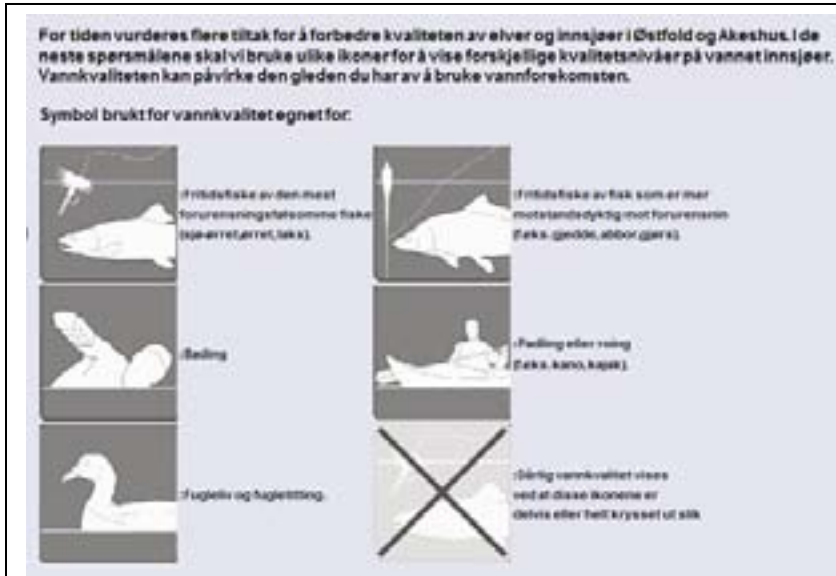 For tiden vurderes flere tiltak for å forbedre kvaliteten av elver og innsjøer i Østfold og Akeshus. I de
neste spørsmålene skal vi bruke ulike ikoner for å vise forskjellige kvalitetsnivåer på vannet innsjøer.
Vannkvaliteten kan påvirke den gleden du har av å bruke vannforekomsten.
Symbol brukt for vannkvalitet egnet for:
:Fritidsfiske av den mest
forurensningsfølsomme fiske
(sjøørret,ørret, laks).
:Fritidsfiske av fisk som er mer
motstandsdyktig mot forurensnin
(f.eks. gjedde, abbor, gjørs).
:Bading
:Padling eller roing
(f.eks. kano, kajak).
:Fugleliv og fugletitting.
:Dårlig vannkvalitet vises
ved at disse ikonene er
delvis eller helt krysset ut slik